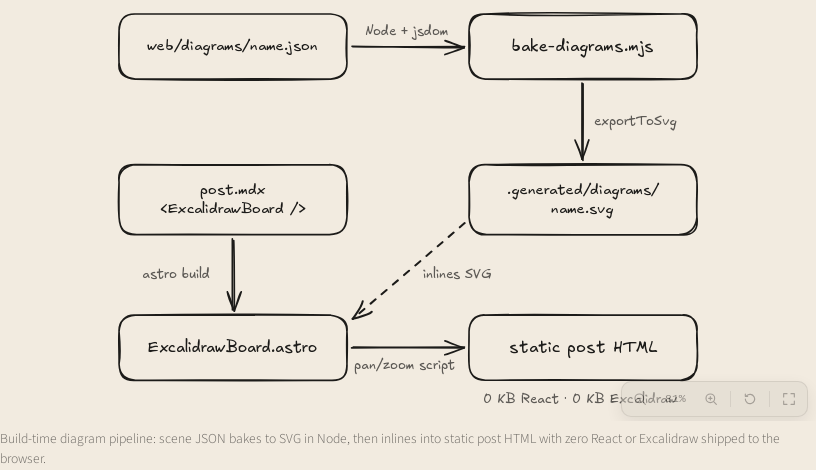 web/diagrams/name.json
Node + jsdom
bake-diagrams.mjs
exportToSvg
post.mdx
<ExcalidrawBoard />
.generated/diagrams/
name.svg
astro build
inlines SVG
ExcalidrawBoard.astro
pan/zoom script
static post HTML
0 KB React · 0 KB Excalidraw
Build-time diagram pipeline: scene JSON bakes to SVG in Node, then inlines into static post HTML with zero React or Excalidraw shipped to the
browser.